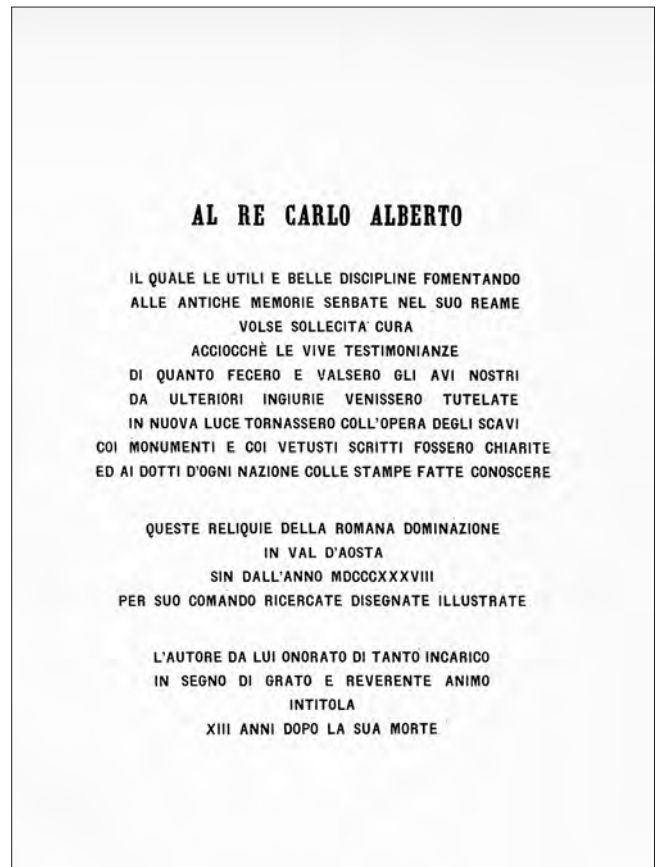 AL RE CARLO ALBERTO
IL QUALE LE UTILI E BELLE DISCIPLINE FOMENTANDO
ALLE ANTICHE MEMORIE SERBATE NEL SUO REAME
VOLSE SOLLECITA CURA
ACCIOCCHÈ LE VIVE TESTIMONIANZE
DI QUANTO FECERO E VALSERO GLI AVI NOSTRI
DA ULTERIORI INGIURIE VENISSERO TUTELATE
IN NUOVA LUCE TORNASSERO COLL'OPERA DEGLI SCAVI
COI MONUMENTI E COI VETUSTI SCRITTI FOSSERO CHIARITE
ED AI DOTTI D'OGNI NAZIONE COLLE STAMPE FATTE CONOSCERE
QUESTE RELIQUIE DELLA ROMANA DOMINAZIONE
IN VAL D'AOSTA
SIN DALL'ANNO MDCCCXXXVIII
PER SUO COMANDO RICERCATE DISEGNATE ILLUSTRATE
L'AUTORE DA LUI ONORATO DI TANTO INCARICO
IN SEGNO DI GRATO E REVERENTE ANIMO
INTITOLA
XIII ANNI DOPO LA SUA MORTE